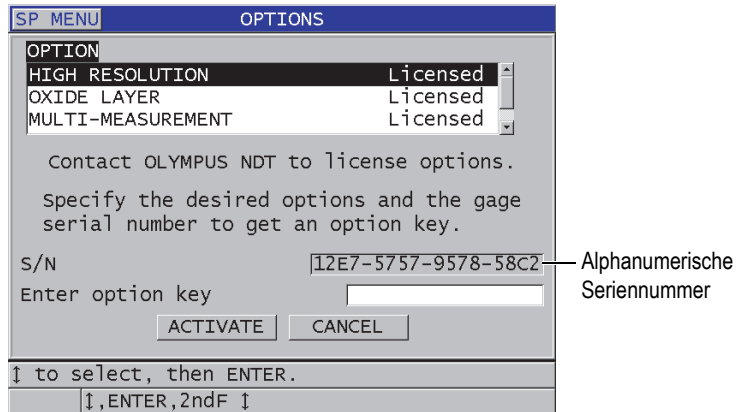 SP MENU OPTIONS
OPTION
HIGH RESOLUTION Licensed
OXIDE LAYER Licensed
MULTI-MEASUREMENT Licensed
Contact OLYMPUS NDT to license options.
Specify the desired options and the gage
serial number to get an option key.
S/N 12E7-5757-9578-58C2
Alphanumerische
Seriennummer
Enter option key
ACTIVATE CANCEL
↕ to select, then ENTER.
↕,ENTER,2ndF ↕